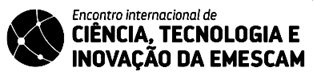 Encontro internacional de
CIÊNCIA, TECNOLOGIA E
INOVAÇÃO DA EMESCAM